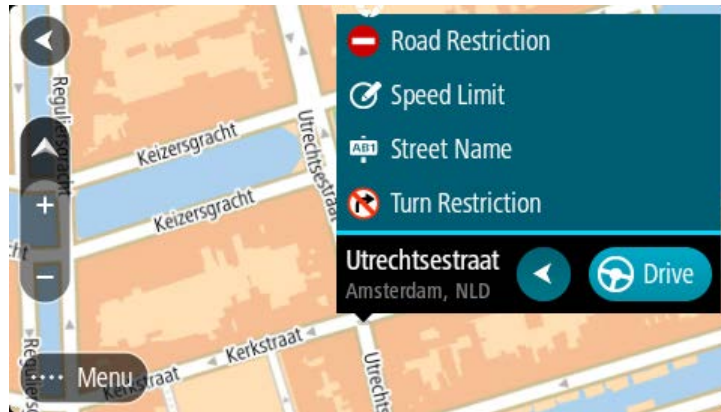 Road Restriction
Speed Limit
AB1 Street Name
Turn Restriction
Utrechtsestraat
Amsterdam, NLD
Drive
Reguliersgracht
Keizersgracht
Utrechtsestraat
Keizersgracht
Kerkstraat
Kerkstraat
Menu